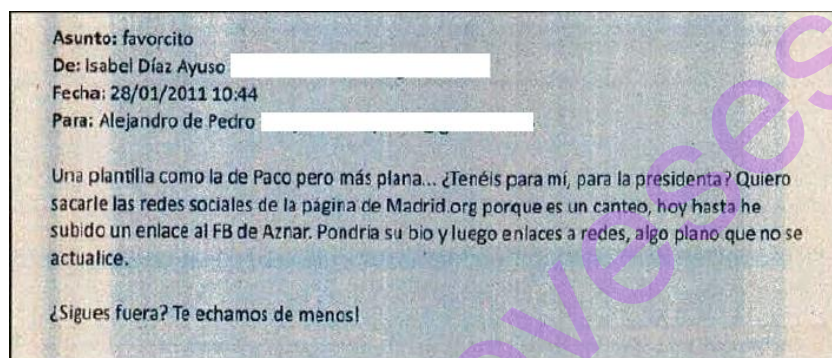 Asunto: favorcito
De: Isabel Díaz Ayuso
Fecha: 28/01/2011 10:44
Para: Alejandro de Pedro
Una plantilla como la de Paco pero más plana... ¿Tenéis para mí, para la presidenta? Quiero
sacarle las redes sociales de la página de Madrid.org porque es un canteo, hoy hasta he
subido un enlace al FB de Aznar. Pondría su bio y luego enlaces a redes, algo plano que no se
actualice.
¿Sigues fuera? Te echamos de menos!